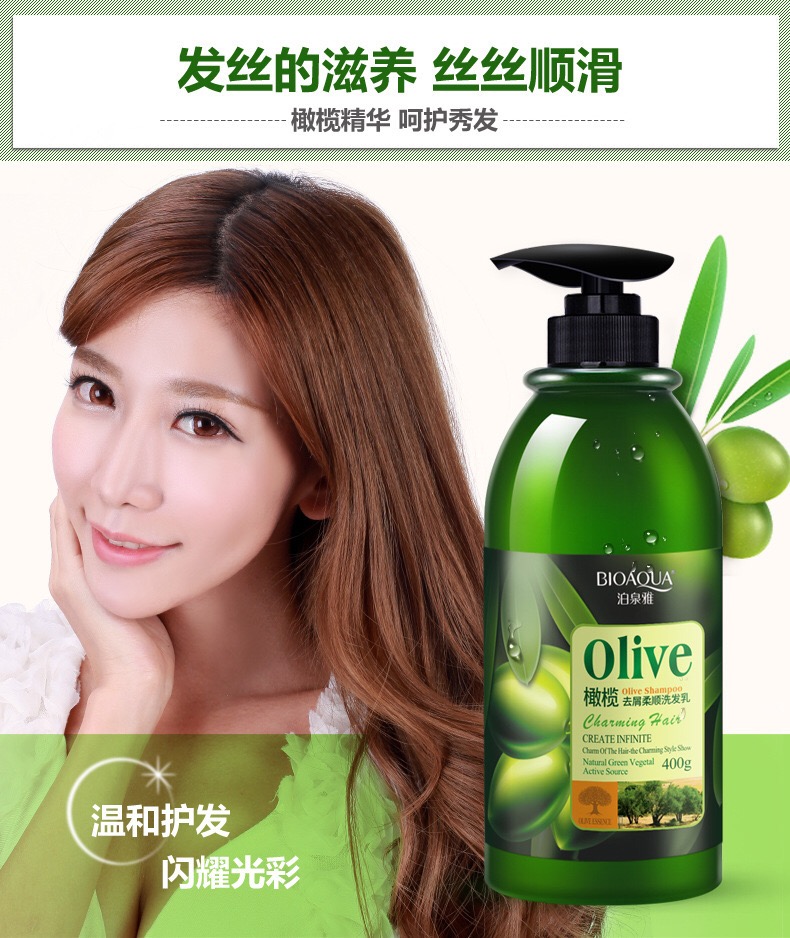 发丝的滋养 丝丝顺滑
橄榄精华 呵护秀发
BIOAQUA®
泊泉雅
Olive
橄榄 Olive Shampoo
去屑柔顺洗发乳
Charming Hair
CREATE INFINITE
Charm Of The Hair-the Charming Style Show
Natural Green Vegetal
Active Source 400g
OLIVE ESSENCE
温和护发
闪耀光彩